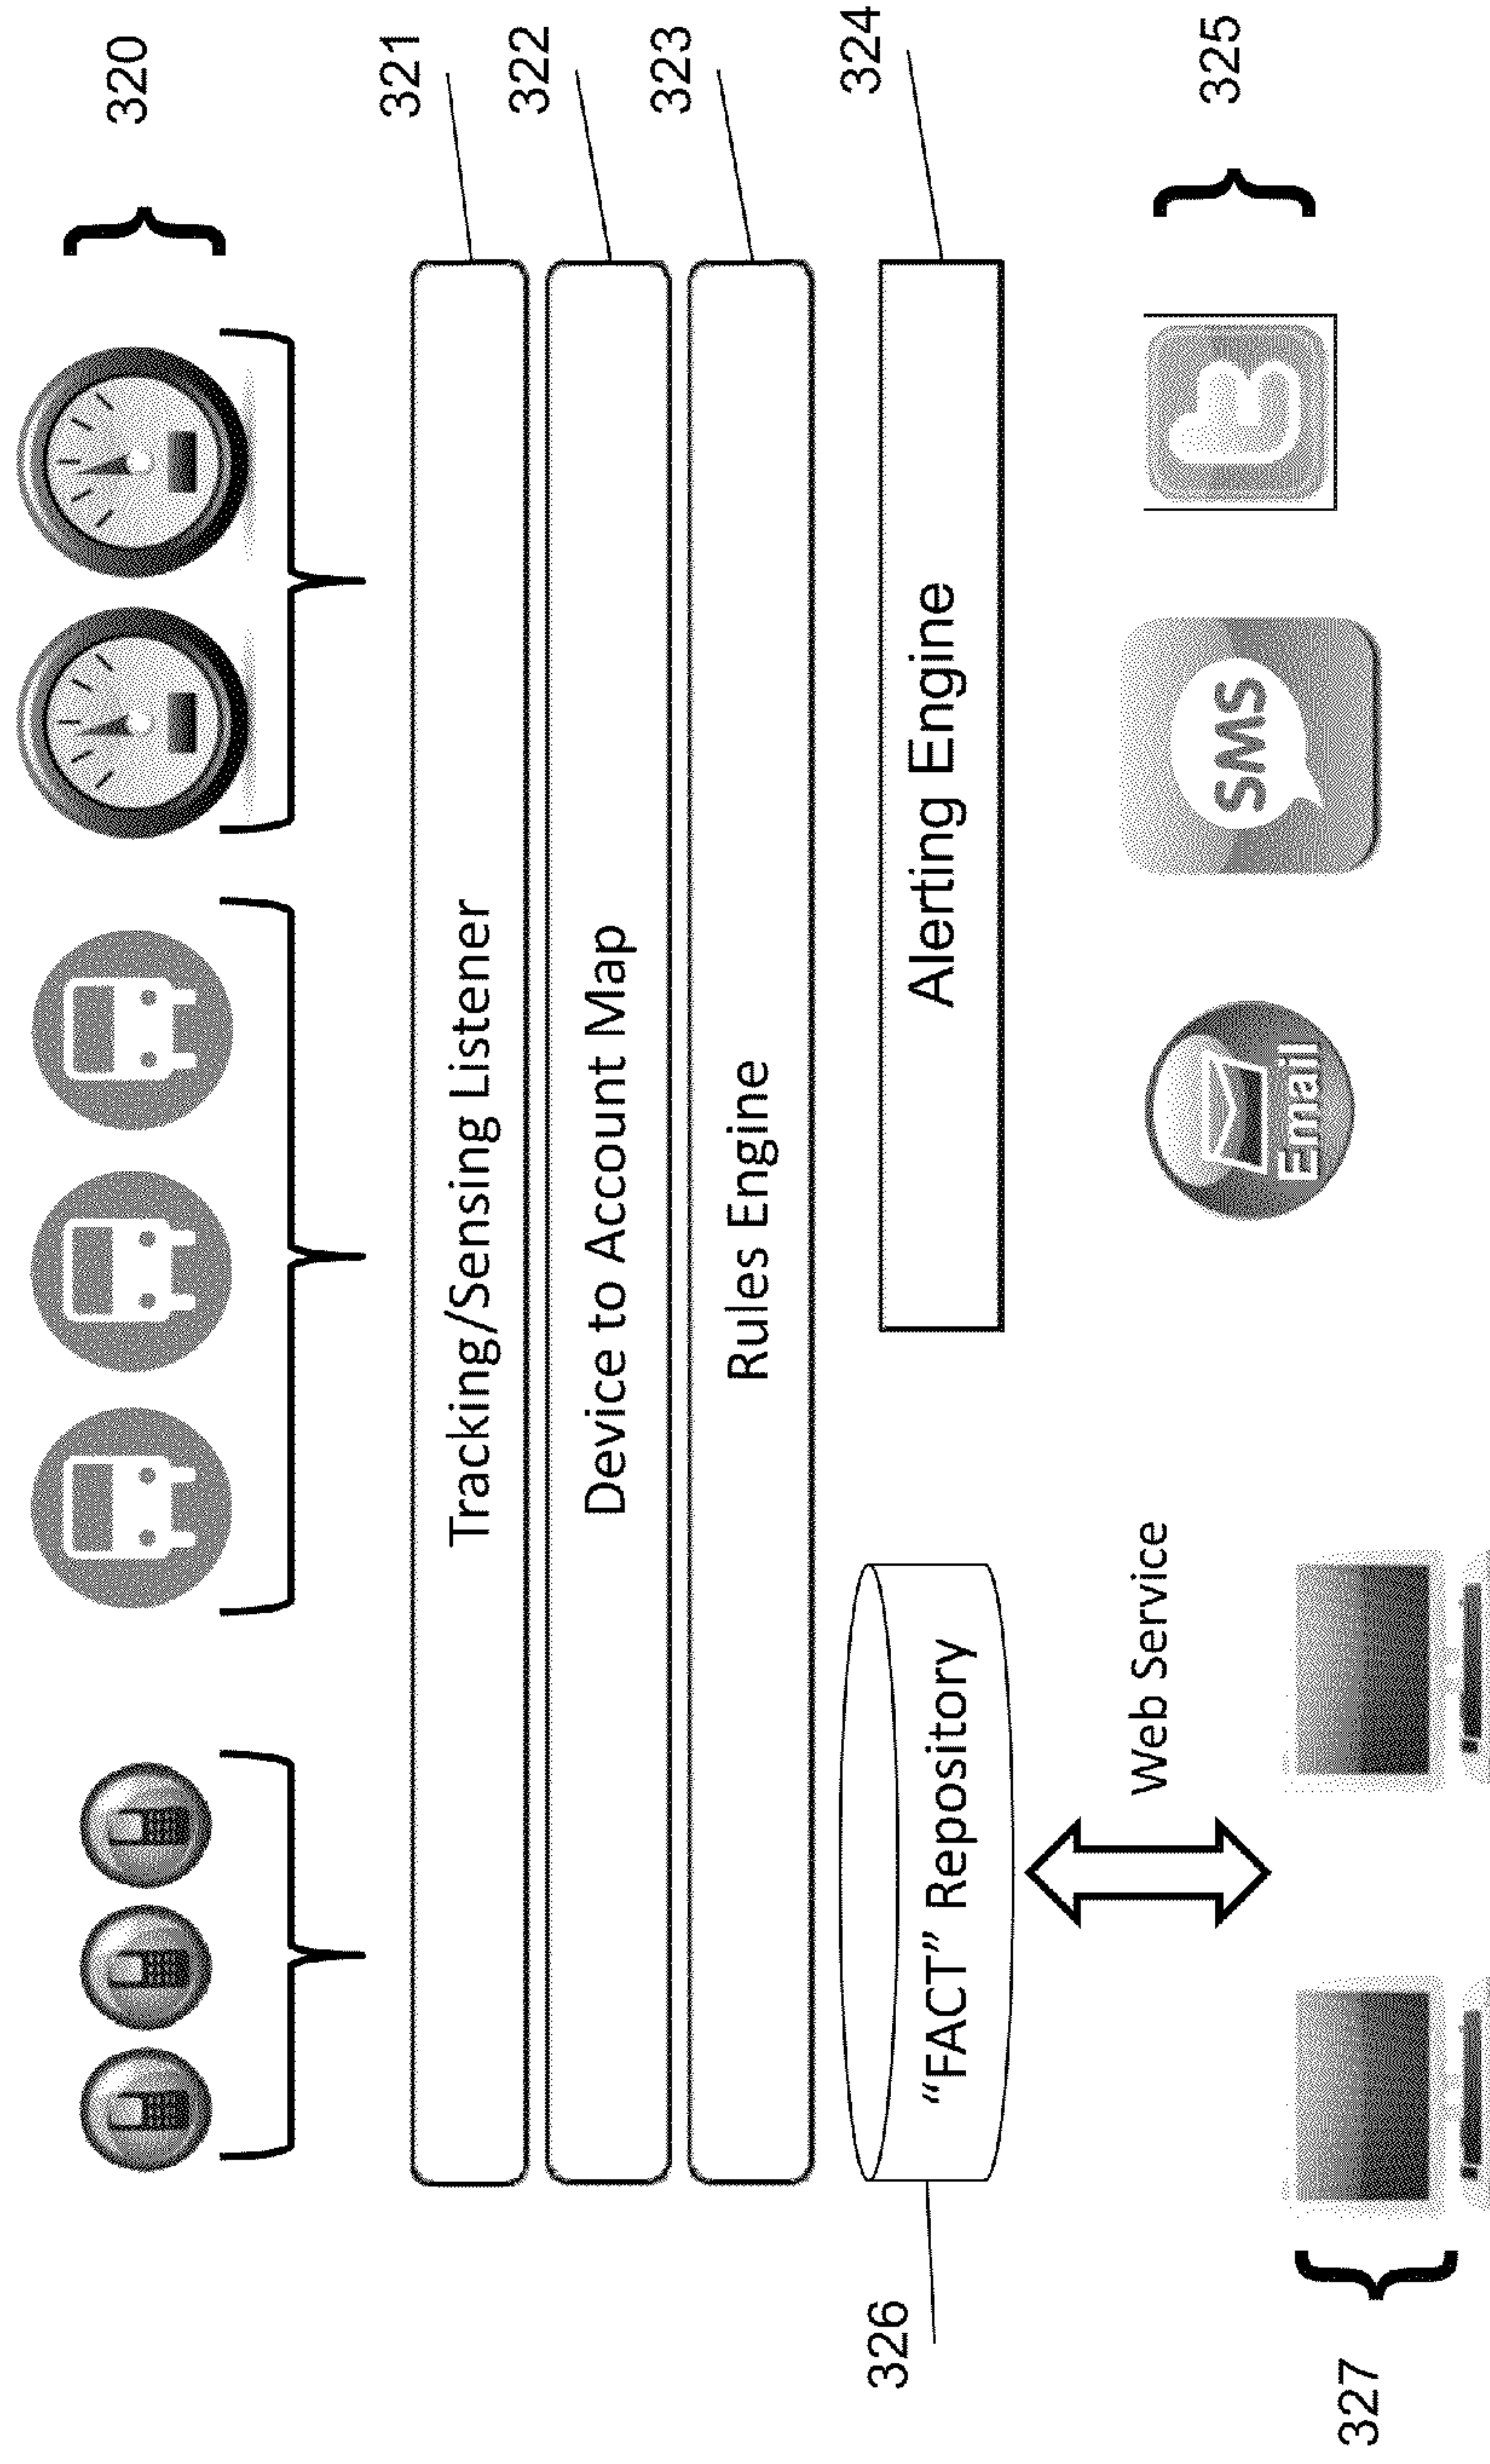 320
321
Tracking/Sensing Listener
322
Device to Account Map
323
Rules Engine
324
Alerting Engine
326
“FACT” Repository
Web Service
325
Email
SMS
t
327